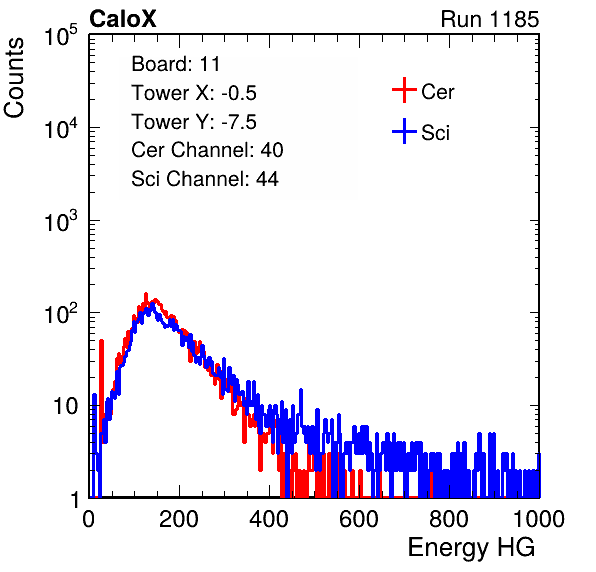 CaloX Run 1185
Counts
Board: 11
Tower X: -0.5
Tower Y: -7.5
Cer Channel: 40
Sci Channel: 44
Cer
Sci
10^5
10^4
10^3
10^2
10
1
0 200 400 600 800 1000
Energy HG